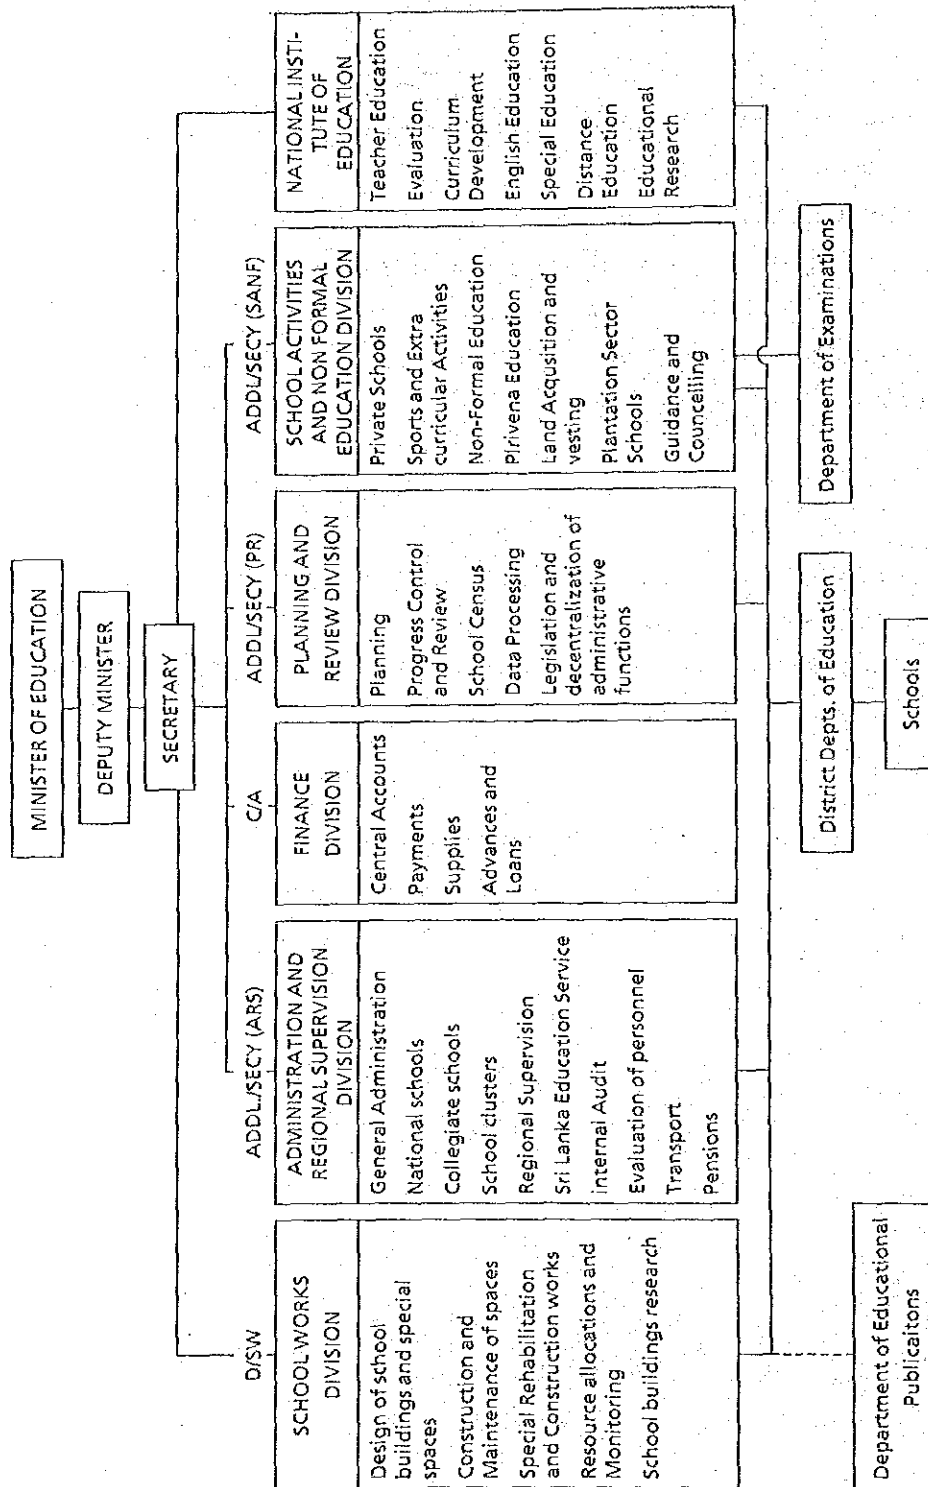 MINISTER OF EDUCATION
DEPUTY MINISTER
SECRETARY
D/SW
SCHOOL WORKS
DIVISION
Design of school
buildings and special
spaces
Construction and
Maintenance of spaces
Special Rehabilitation
and Construction works
Resource allocations and
Monitoring
School buildings research
ADDL./SECY (ARS)
ADMINISTRATION AND
REGIONAL SUPERVISION
DIVISION
General Administration
National schools
Collegiate schools
School clusters
Regional Supervision
Sri Lanka Education Service
internal Audit
Evaluation of personnel
Transport
Pensions
C/A
FINANCE
DIVISION
Central Accounts
Payments
Supplies
Advances and
Loans
ADDL/SECY (PR)
PLANNING AND
REVIEW DIVISION
Planning
Progress Control
and Review
School Census
Data Processing
Legislation and
decentralization of
administrative
functions
ADDL/SECY (SANF)
SCHOOL ACTIVITIES
AND NON FORMAL
EDUCATION DIVISION
Private Schools
Sports and Extra
curricular Activities
Non-Formal Education
Pirivena Education
Land Acqusition and
vesting
Plantation Sector
Schools
Guidance and
Councelling
NATIONAL INSTI-
TUTE OF
EDUCATION
Teacher Education
Evaluation
Curriculum
Development
English Education
Special Education
Distance
Education
Educational
Research
Department of Educational
Publicaitons
District Depts. of Education
Schools
Department of Examinations